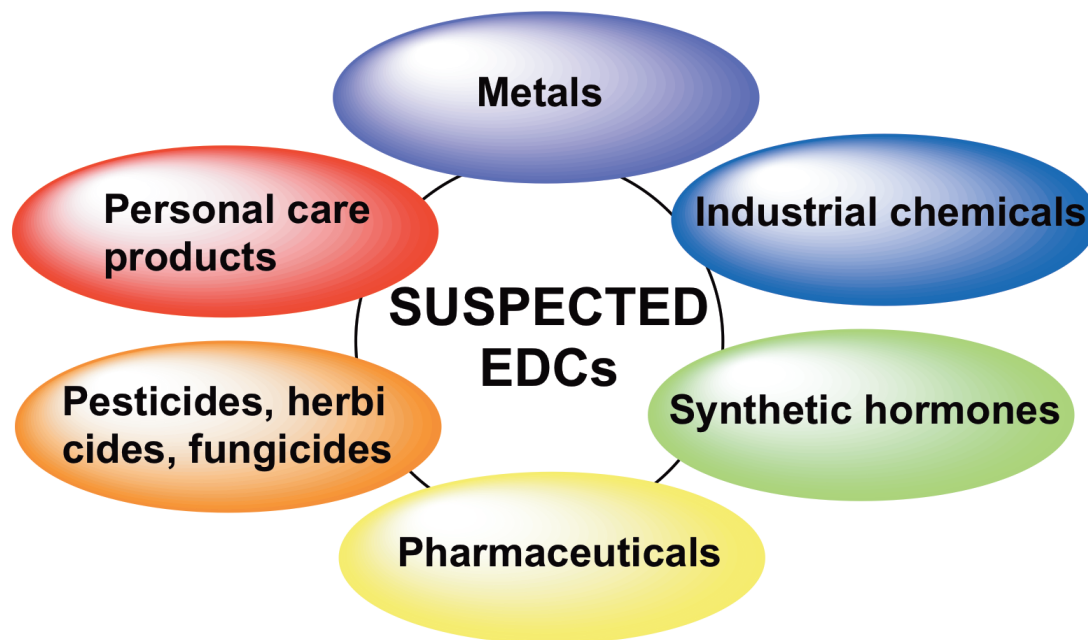 Metals
Personal care
products
Industrial chemicals
SUSPECTED
EDCs
Pesticides, herbi
cides, fungicides
Synthetic hormones
Pharmaceuticals